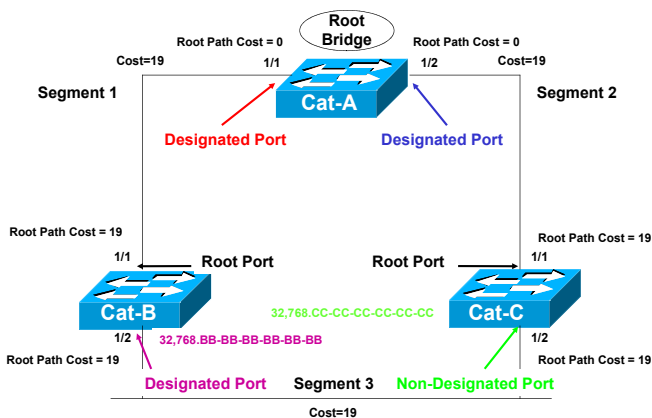 Root
Bridge
Root Path Cost = 0
Root Path Cost = 0
Cost=19
1/1
1/2
Cost=19
Segment 1
Cat-A
Segment 2
Designated Port
Designated Port
Root Path Cost = 19
Root Path Cost = 19
1/1
Root Port
Root Port
1/1
Cat-B
32,768.CC-CC-CC-CC-CC-CC
Cat-C
1/2
32,768.BB-BB-BB-BB-BB-BB
1/2
Root Path Cost = 19
Root Path Cost = 19
Designated Port
Segment 3
Non-Designated Port
Cost=19